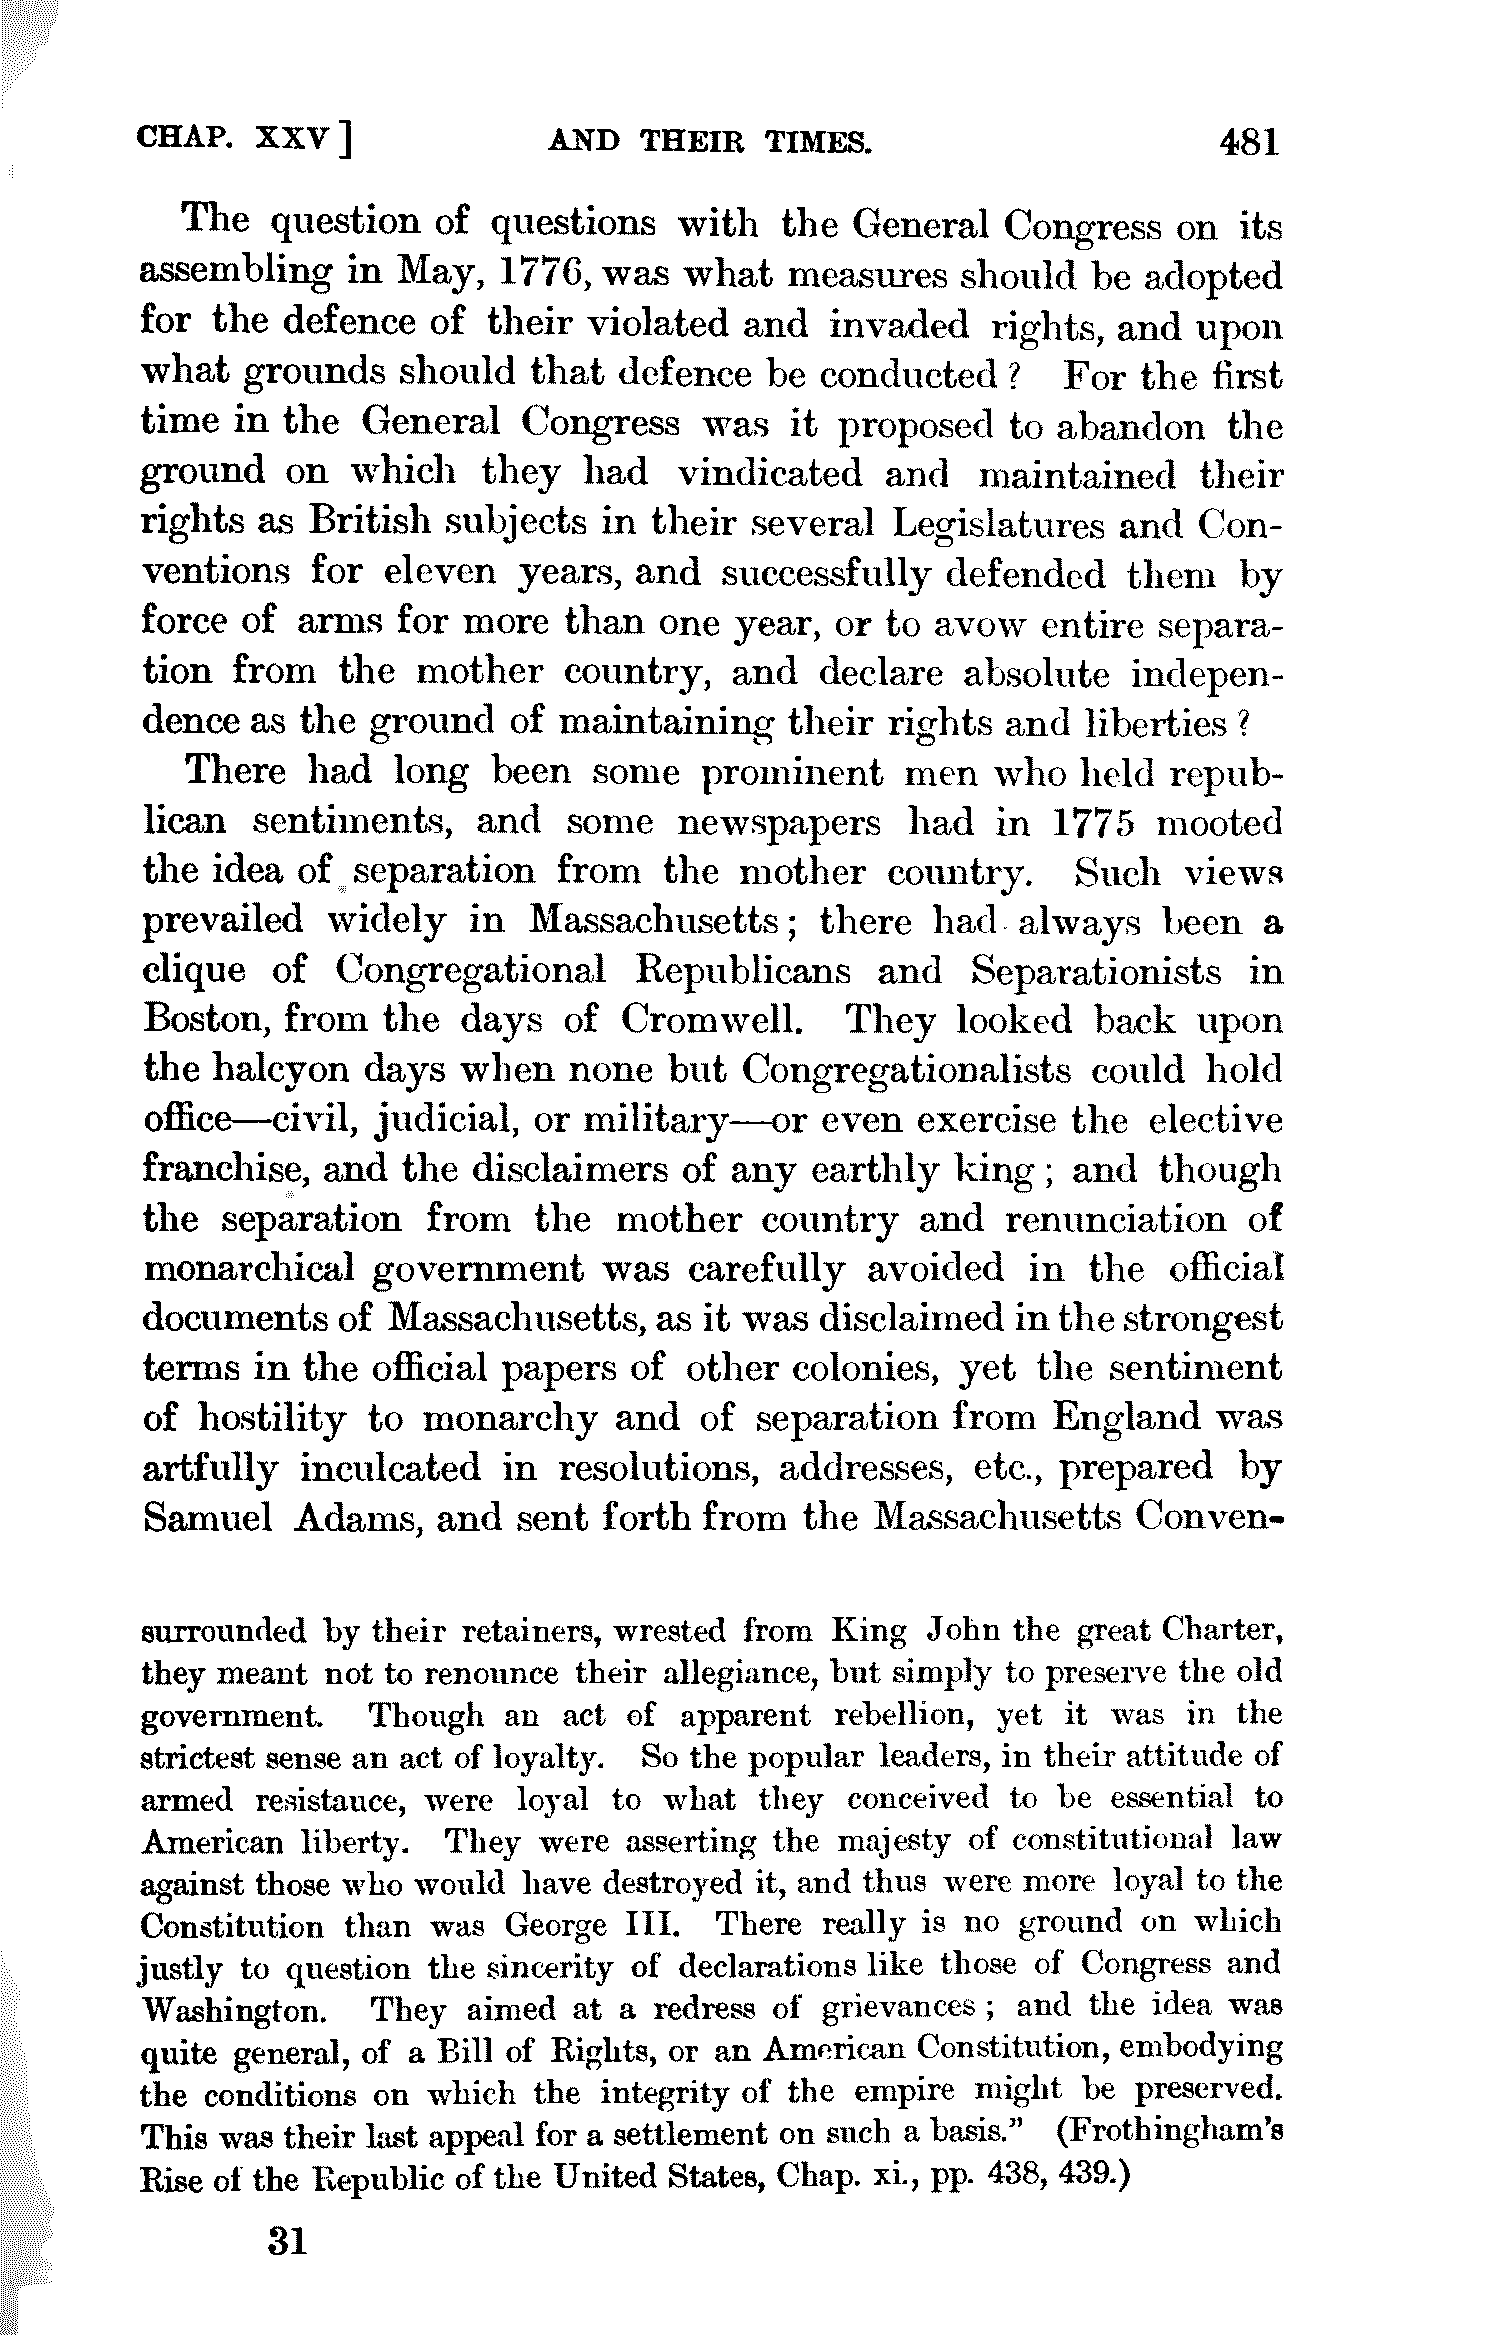 CHAP. XXV] AND THEIR TIMES. 481
The question of questions with the General Congress on its
assembling in May, 1776, was what measures should be adopted
for the defence of their violated and invaded rights, and upon
what grounds should that defence be conducted? For the first
time in the General Congress was it proposed to abandon the
ground on which they had vindicated and maintained their
rights as British subjects in their several Legislatures and Con-
ventions for eleven years, and successfully defended them by
force of arms for more than one year, or to avow entire separa-
tion from the mother country, and declare absolute indepen-
dence as the ground of maintaining their rights and liberties?
There had long been some prominent men who held repub-
lican sentiments, and some newspapers had in 1775 mooted
the idea of separation from the mother country. Such views
prevailed widely in Massachusetts; there had always been a
clique of Congregational Republicans and Separationists in
Boston, from the days of Cromwell. They looked back upon
the halcyon days when none but Congregationalists could hold
office—civil, judicial, or military—or even exercise the elective
franchise, and the disclaimers of any earthly king; and though
the separation from the mother country and renunciation of
monarchical government was carefully avoided in the official
documents of Massachusetts, as it was disclaimed in the strongest
terms in the official papers of other colonies, yet the sentiment
of hostility to monarchy and of separation from England was
artfully inculcated in resolutions, addresses, etc., prepared by
Samuel Adams, and sent forth from the Massachusetts Conven-
surrounded by their retainers, wrested from King John the great Charter,
they meant not to renounce their allegiance, but simply to preserve the old
government. Though an act of apparent rebellion, yet it was in the
strictest sense an act of loyalty. So the popular leaders, in their attitude of
armed resistance, were loyal to what they conceived to be essential to
American liberty. They were asserting the majesty of constitutional law
against those who would have destroyed it, and thus were more loyal to the
Constitution than was George III. There really is no ground on which
justly to question the sincerity of declarations like those of Congress and
Washington. They aimed at a redress of grievances; and the idea was
quite general, of a Bill of Rights, or an American Constitution, embodying
the conditions on which the integrity of the empire might be preserved.
This was their last appeal for a settlement on such a basis." (Frothingham's
Rise of the Republic of the United States, Chap. xi., pp. 438, 439.)
31